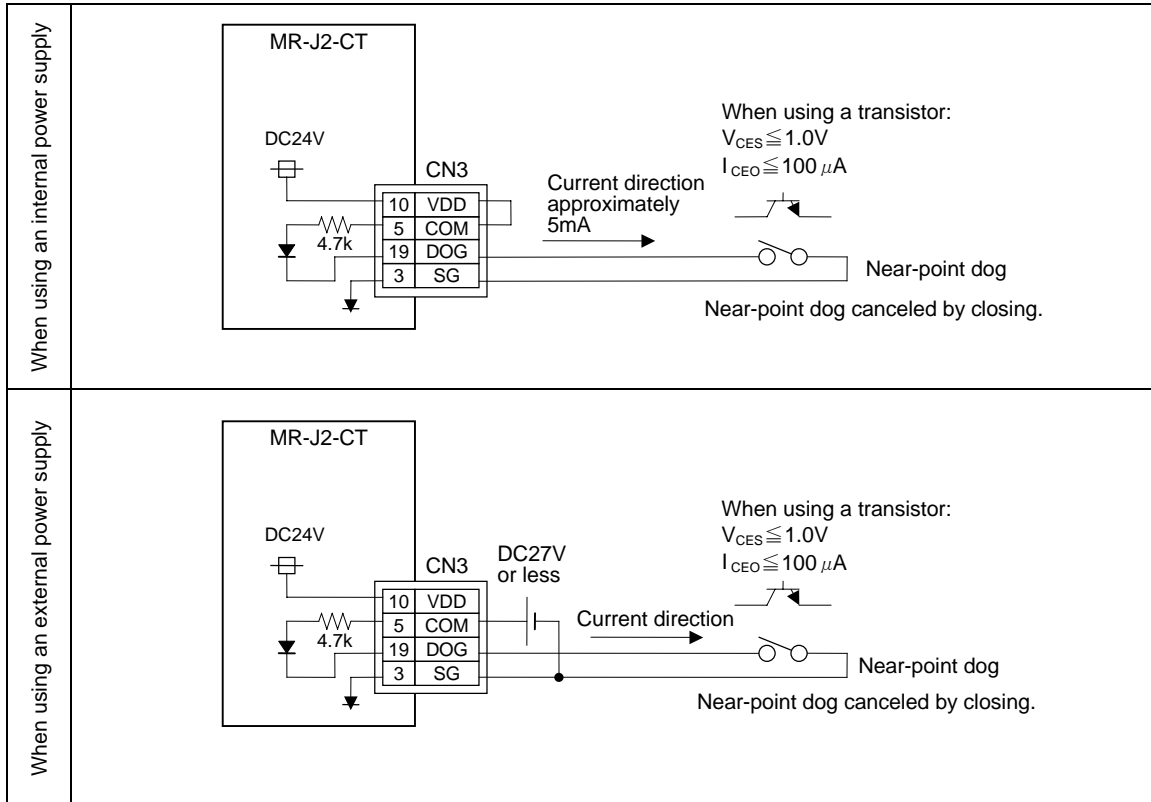 When using an internal power supply
MR-J2-CT
DC24V
4.7k
CN3
10 VDD
5 COM
19 DOG
3 SG
Current direction
approximately
5mA
When using a transistor:
VCES≦1.0V
ICEO≦100 μA
Near-point dog
Near-point dog canceled by closing.
When using an external power supply
MR-J2-CT
DC24V
4.7k
CN3
10 VDD
5 COM
19 DOG
3 SG
DC27V
or less
Current direction
When using a transistor:
VCES≦1.0V
ICEO≦100 μA
Near-point dog
Near-point dog canceled by closing.